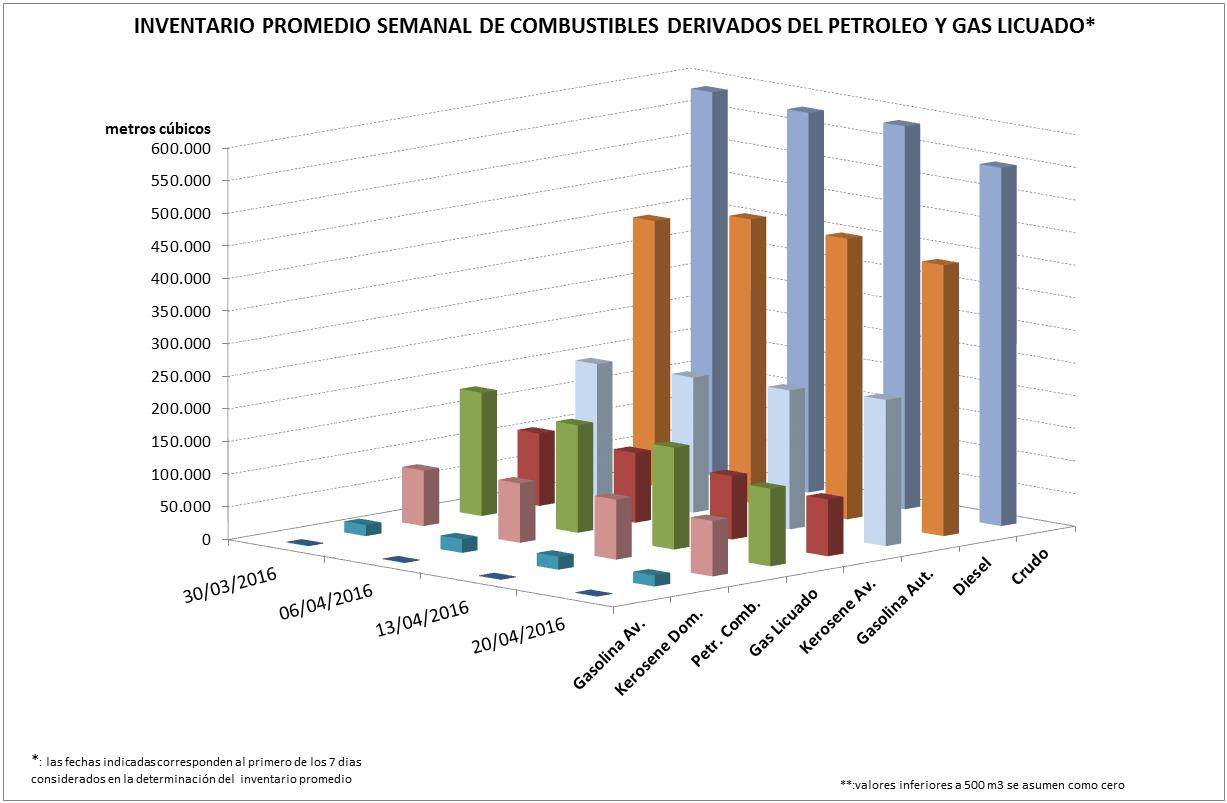 INVENTARIO PROMEDIO SEMANAL DE COMBUSTIBLES DERIVADOS DEL PETROLEO Y GAS LICUADO*
metros cúbicos
600.000
550.000
500.000
450.000
400.000
350.000
300.000
250.000
200.000
150.000
100.000
50.000
0
30/03/2016
06/04/2016
13/04/2016
20/04/2016
Gasolina Av.
Kerosene Dom.
Petr. Comb.
Gas Licuado
Kerosene Av.
Gasolina Aut.
Diesel
Crudo
*: las fechas indicadas corresponden al primero de los 7 dias
considerados en la determinación del inventario promedio
**:valores inferiores a 500 m3 se asumen como cero